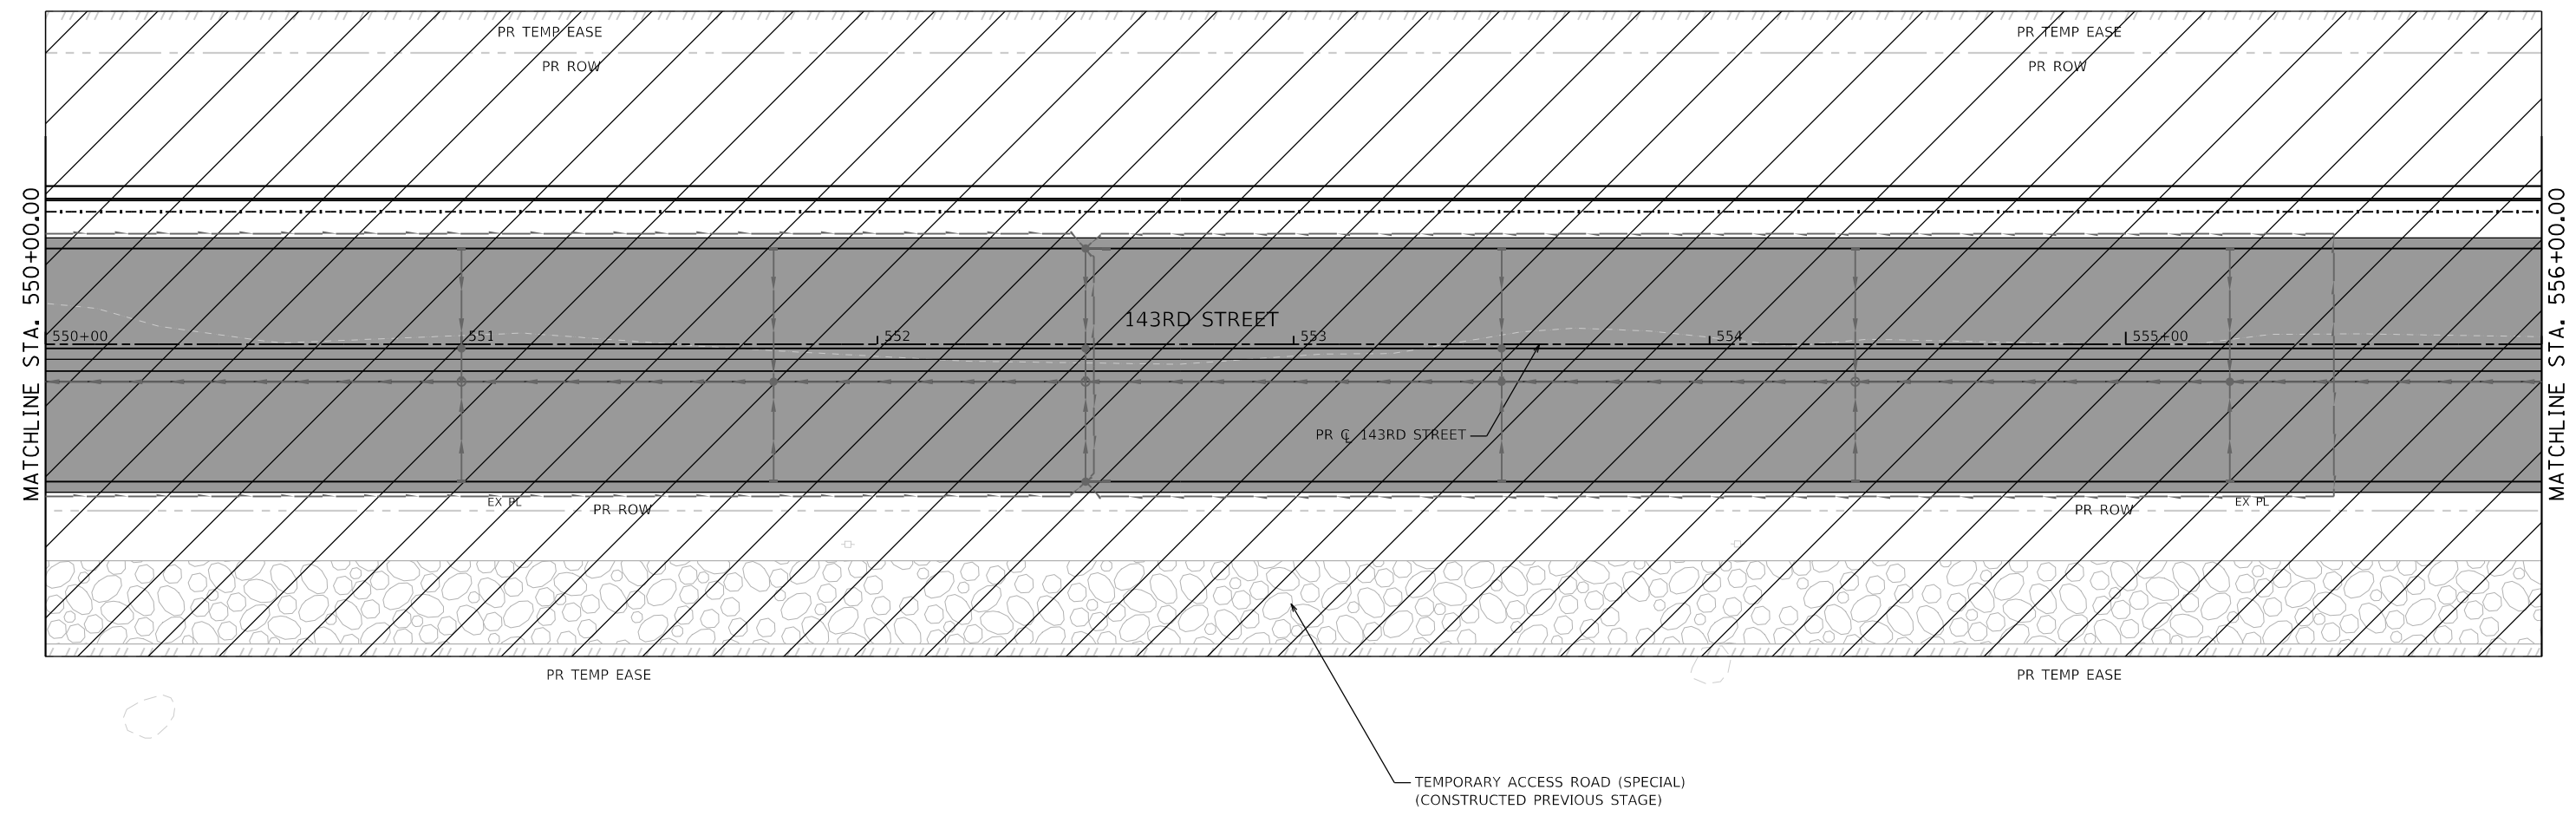 PR TEMP EASE
PR TEMP EASE
PR ROW
PR ROW
MATCHLINE STA. 550+00.00
MATCHLINE STA. 556+00.00
143RD STREET
550+00
551
552
553
554
555+00
PR ℄ 143RD STREET
EX PL
PR ROW
PR ROW
EX PL
PR TEMP EASE
PR TEMP EASE
TEMPORARY ACCESS ROAD (SPECIAL)
(CONSTRUCTED PREVIOUS STAGE)